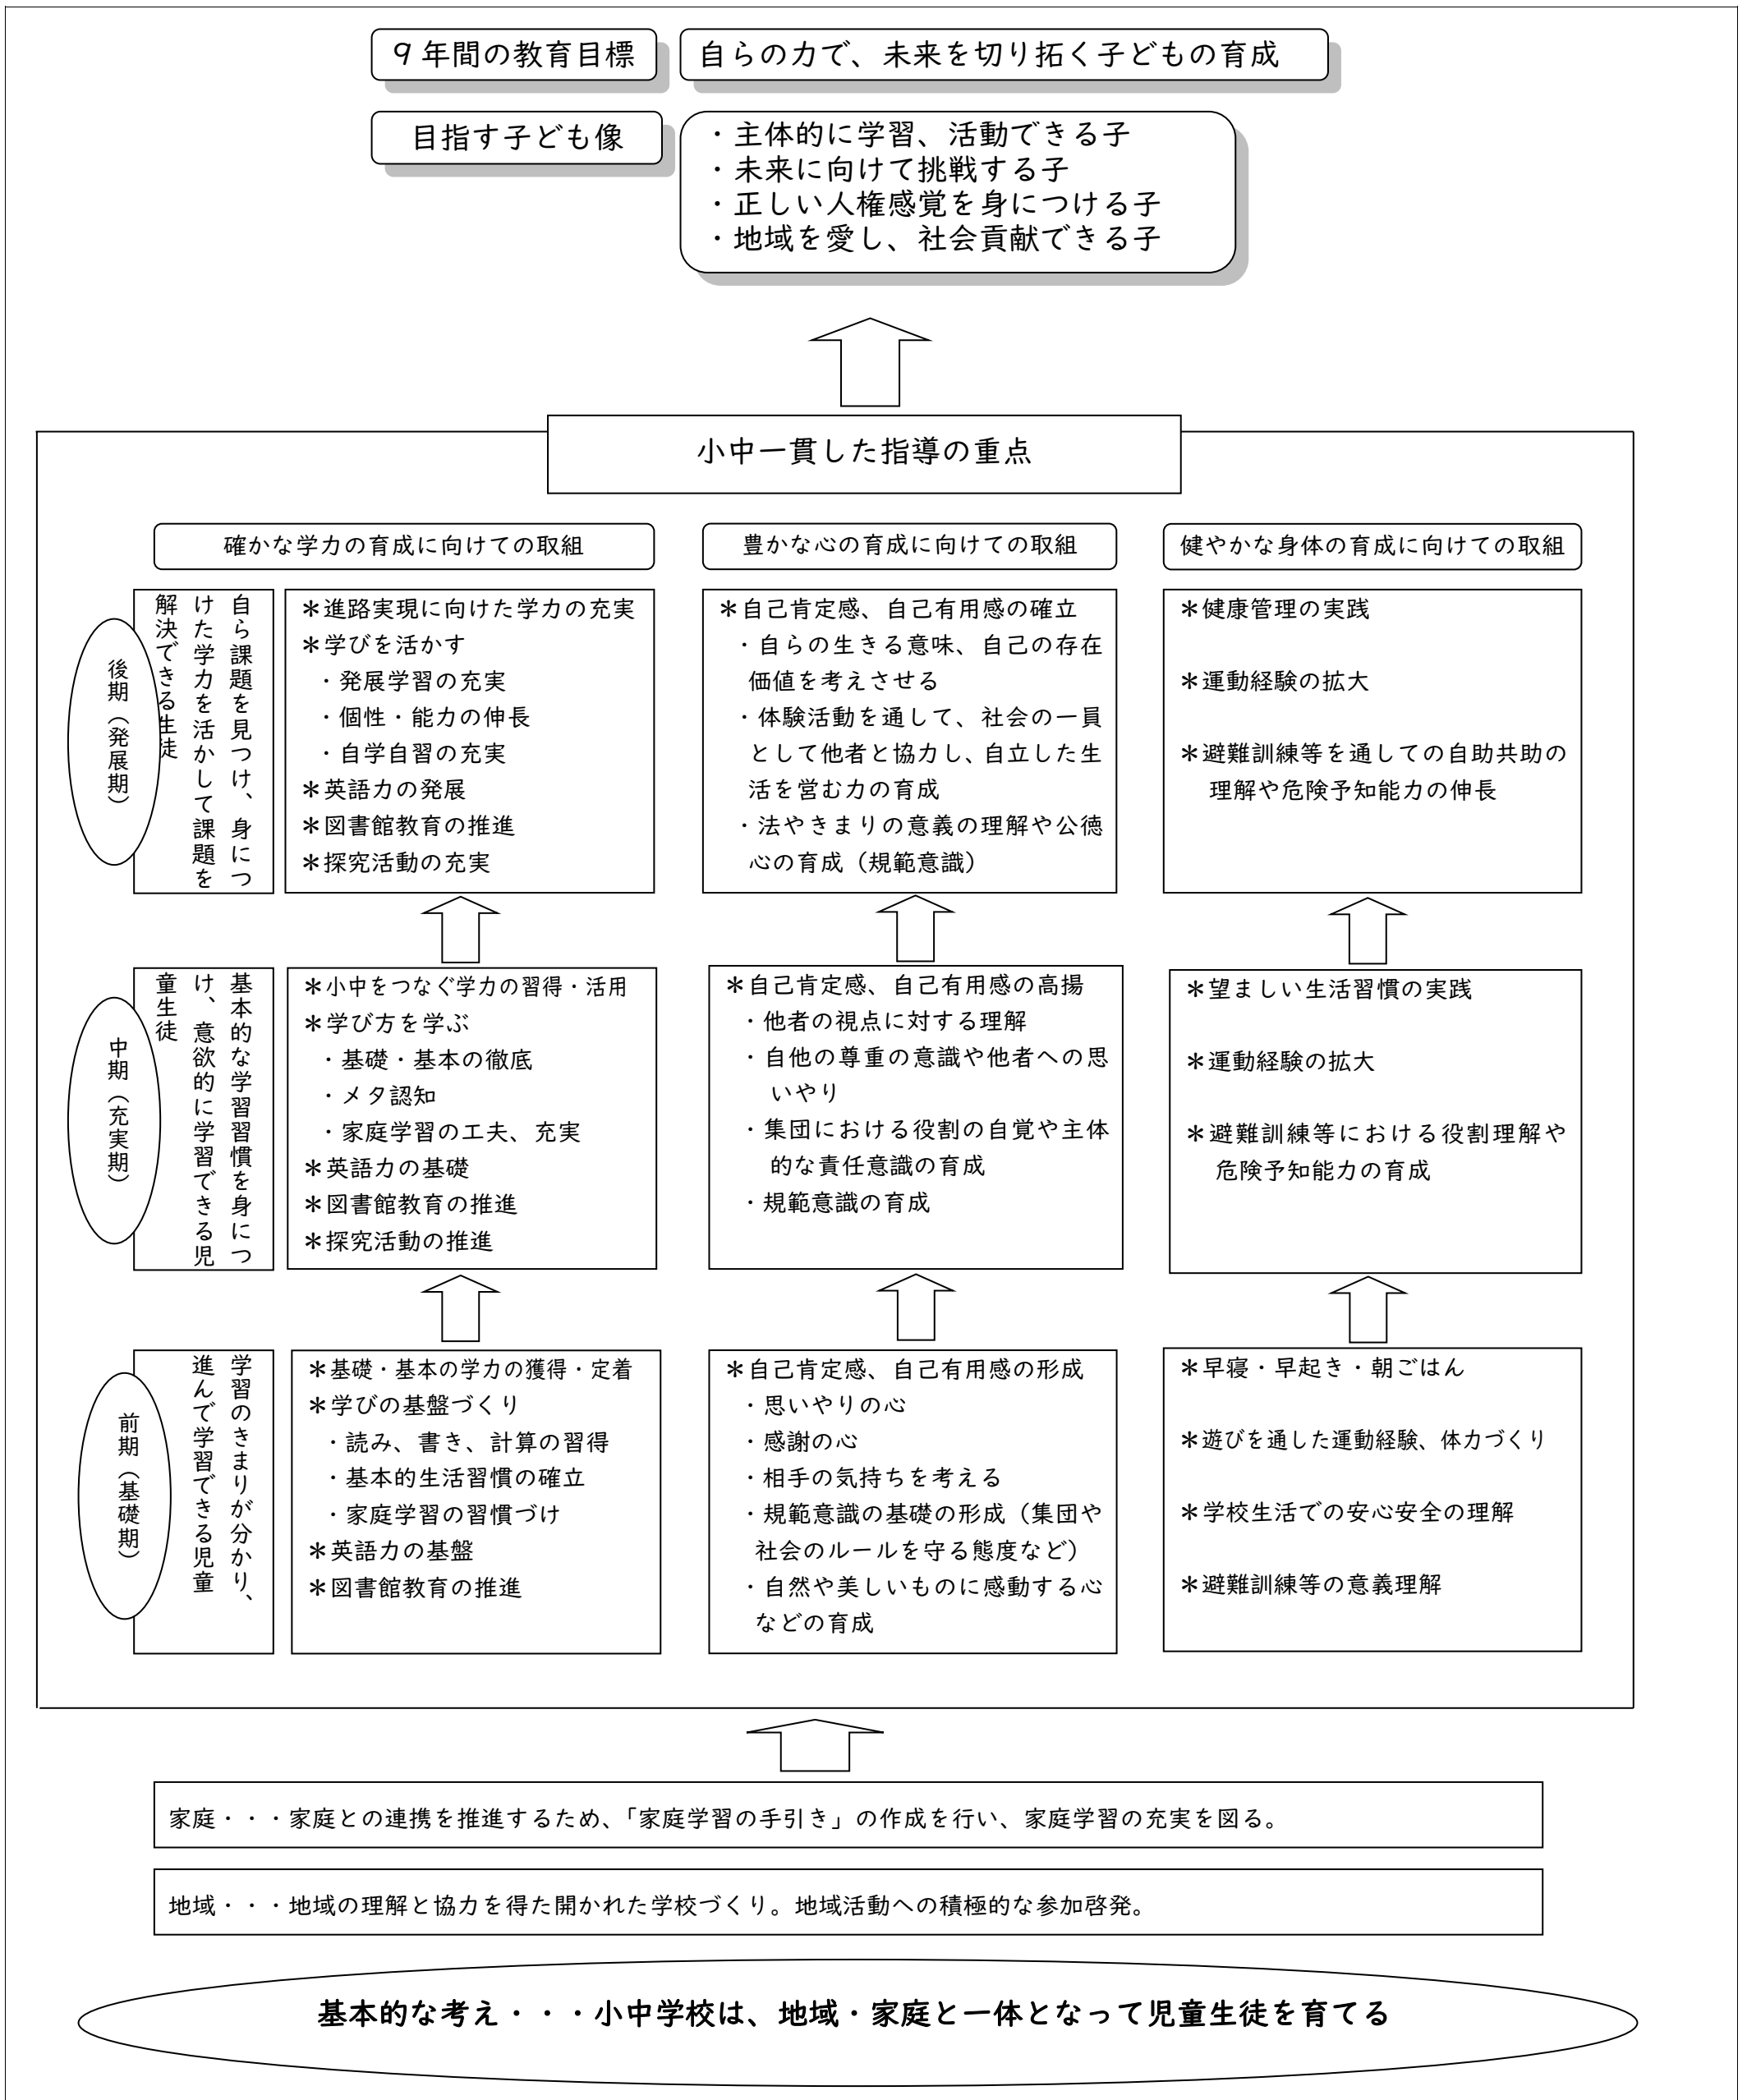 ９年間の教育目標
自らの力で、未来を切り拓く子どもの育成
目指す子ども像
・主体的に学習、活動できる子
・未来に向けて挑戦する子
・正しい人権感覚を身につける子
・地域を愛し、社会貢献できる子
小中一貫した指導の重点
確かな学力の育成に向けての取組
豊かな心の育成に向けての取組
健やかな身体の育成に向けての取組
後期（発展期）
自ら課題を見つけ、身につ
けた学力を活かして課題を
解決できる生徒
＊進路実現に向けた学力の充実
＊学びを活かす
・発展学習の充実
・個性・能力の伸長
・自学自習の充実
＊英語力の発展
＊図書館教育の推進
＊探究活動の充実
＊自己肯定感、自己有用感の確立
・自らの生きる意味、自己の存在
価値を考えさせる
・体験活動を通して、社会の一員
として他者と協力し、自立した生
活を営む力の育成
・法やきまりの意義の理解や公徳
心の育成（規範意識）
＊健康管理の実践
＊運動経験の拡大
＊避難訓練等を通しての自助共助の
理解や危険予知能力の伸長
中期（充実期）
基本的な学習習慣を身につ
け、意欲的に学習できる児
童生徒
＊小中をつなぐ学力の習得・活用
＊学び方を学ぶ
・基礎・基本の徹底
・メタ認知
・家庭学習の工夫、充実
＊英語力の基礎
＊図書館教育の推進
＊探究活動の推進
＊自己肯定感、自己有用感の高揚
・他者の視点に対する理解
・自他の尊重の意識や他者への思
いやり
・集団における役割の自覚や主体
的な責任意識の育成
・規範意識の育成
＊望ましい生活習慣の実践
＊運動経験の拡大
＊避難訓練等における役割理解や
危険予知能力の育成
前期（基礎期）
学習のきまりが分かり、
進んで学習できる児童
＊基礎・基本の学力の獲得・定着
＊学びの基盤づくり
・読み、書き、計算の習得
・基本的生活習慣の確立
・家庭学習の習慣づけ
＊英語力の基盤
＊図書館教育の推進
＊自己肯定感、自己有用感の形成
・思いやりの心
・感謝の心
・相手の気持ちを考える
・規範意識の基礎の形成（集団や
社会のルールを守る態度など）
・自然や美しいものに感動する心
などの育成
＊早寝・早起き・朝ごはん
＊遊びを通した運動経験、体力づくり
＊学校生活での安心安全の理解
＊避難訓練等の意義理解
家庭・・・家庭との連携を推進するため、「家庭学習の手引き」の作成を行い、家庭学習の充実を図る。
地域・・・地域の理解と協力を得た開かれた学校づくり。地域活動への積極的な参加啓発。
基本的な考え・・・小中学校は、地域・家庭と一体となって児童生徒を育てる